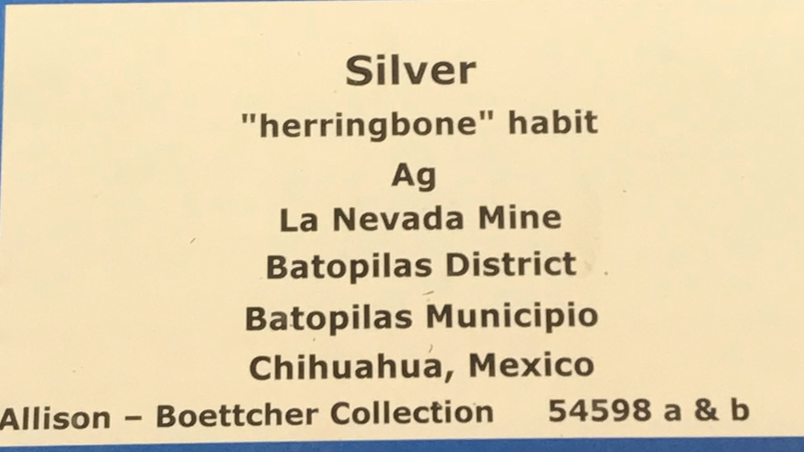 Silver
"herringbone" habit
Ag
La Nevada Mine
Batopilas District
Batopilas Municipio
Chihuahua, Mexico
Allison – Boettcher Collection 54598 a & b